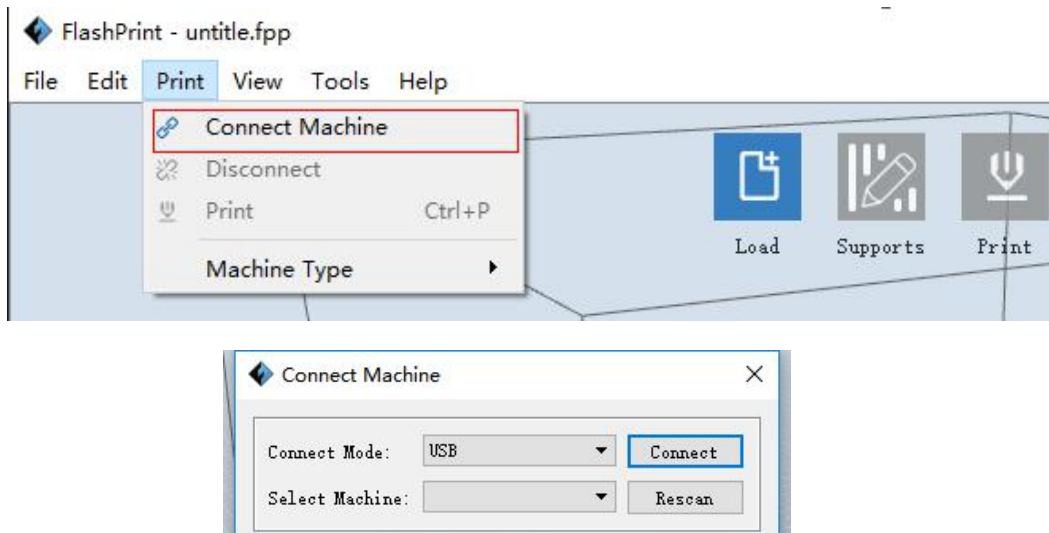 FlashPrint - untitle.fpp
File Edit Print View Tools Help
Connect Machine
Disconnect
Print Ctrl+P
Machine Type
Load Supports Print
Connect Machine
Connect Mode: USB Connect
Select Machine: Rescan